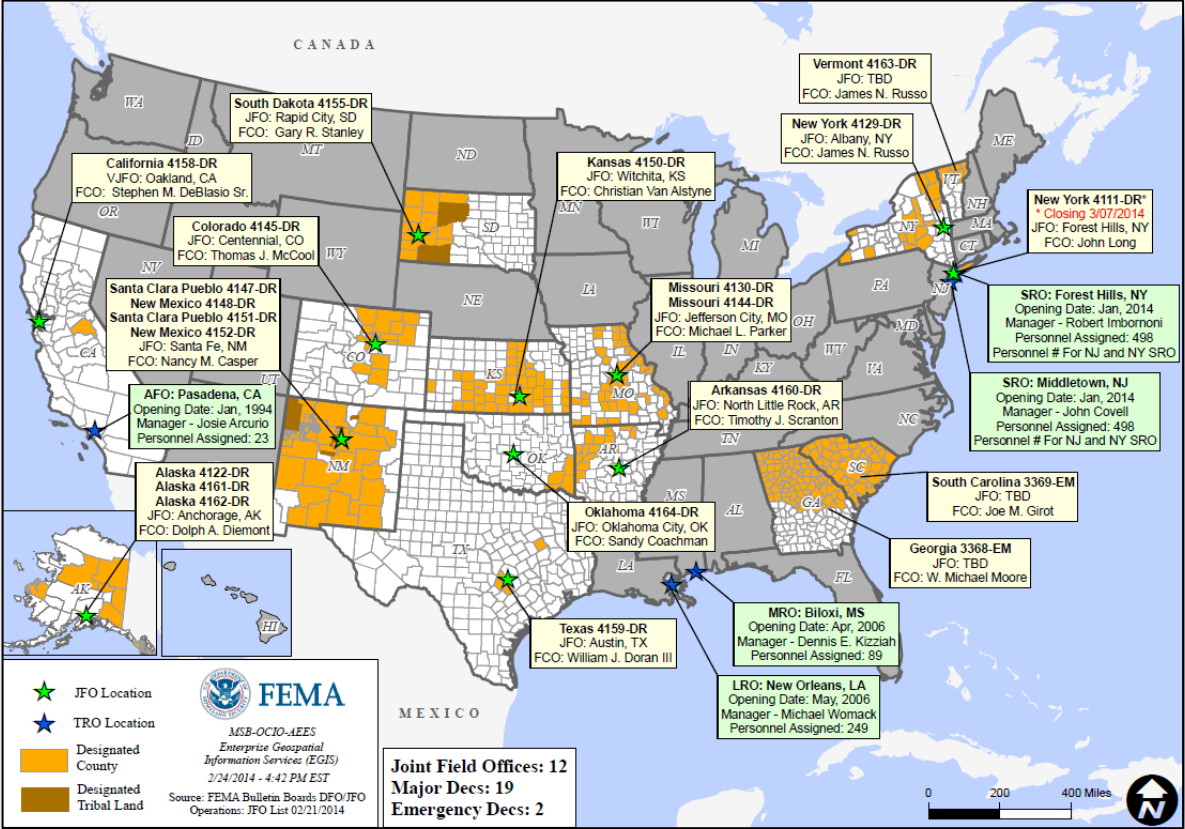 CANADA
WA
ID
MT
ND
OR
MN
WI
MI
ME
VT
NH
MA
CT
NY
NV
WY
SD
NE
IA
PA
NJ
OH
IL
IN
MD
WV
VA
KY
CA
UT
CO
KS
MO
NC
TN
NM
OK
AR
SC
MS
AL
GA
TX
LA
FL
AK
HI
MEXICO
Vermont 4163-DR
JFO: TBD
FCO: James N. Russo
New York 4129-DR
JFO: Albany, NY
FCO: James N. Russo
South Dakota 4155-DR
JFO: Rapid City, SD
FCO: Gary R. Stanley
California 4158-DR
VJFO: Oakland, CA
FCO: Stephen M. DeBlasio Sr.
Kansas 4150-DR
JFO: Witchita, KS
FCO: Christian Van Alstyne
New York 4111-DR*
* Closing 3/07/2014
JFO: Forest Hills, NY
FCO: John Long
Colorado 4145-DR
JFO: Centennial, CO
FCO: Thomas J. McCool
Santa Clara Pueblo 4147-DR
New Mexico 4148-DR
Santa Clara Pueblo 4151-DR
New Mexico 4152-DR
JFO: Santa Fe, NM
FCO: Nancy M. Casper
Missouri 4130-DR
Missouri 4144-DR
JFO: Jefferson City, MO
FCO: Michael L. Parker
SRO: Forest Hills, NY
Opening Date: Jan, 2014
Manager - Robert Imbornoni
Personnel Assigned: 498
Personnel # For NJ and NY SRO
SRO: Middletown, NJ
Opening Date: Jan, 2014
Manager - John Covell
Personnel Assigned: 498
Personnel # For NJ and NY SRO
AFO: Pasadena, CA
Opening Date: Jan, 1994
Manager - Josie Arcurio
Personnel Assigned: 23
Arkansas 4160-DR
JFO: North Little Rock, AR
FCO: Timothy J. Scranton
Alaska 4122-DR
Alaska 4161-DR
Alaska 4162-DR
JFO: Anchorage, AK
FCO: Dolph A. Diemont
South Carolina 3369-EM
JFO: TBD
FCO: Joe M. Girot
Oklahoma 4164-DR
JFO: Oklahoma City, OK
FCO: Sandy Coachman
Georgia 3368-EM
JFO: TBD
FCO: W. Michael Moore
Texas 4159-DR
JFO: Austin, TX
FCO: William J. Doran III
MRO: Biloxi, MS
Opening Date: Apr, 2006
Manager - Dennis E. Kizziah
Personnel Assigned: 89
LRO: New Orleans, LA
Opening Date: May, 2006
Manager - Michael Womack
Personnel Assigned: 249
JFO Location
TRO Location
Designated
County
Designated
Tribal Land
FEMA
MSB-OCIO-AEES
Enterprise Geospatial
Information Services (EGIS)
2/24/2014 - 4:42 PM EST
Source: FEMA Bulletin Boards DFO/JFO
Operations: JFO List 02/21/2014
Joint Field Offices: 12
Major Decs: 19
Emergency Decs: 2
0 200 400 Miles
N